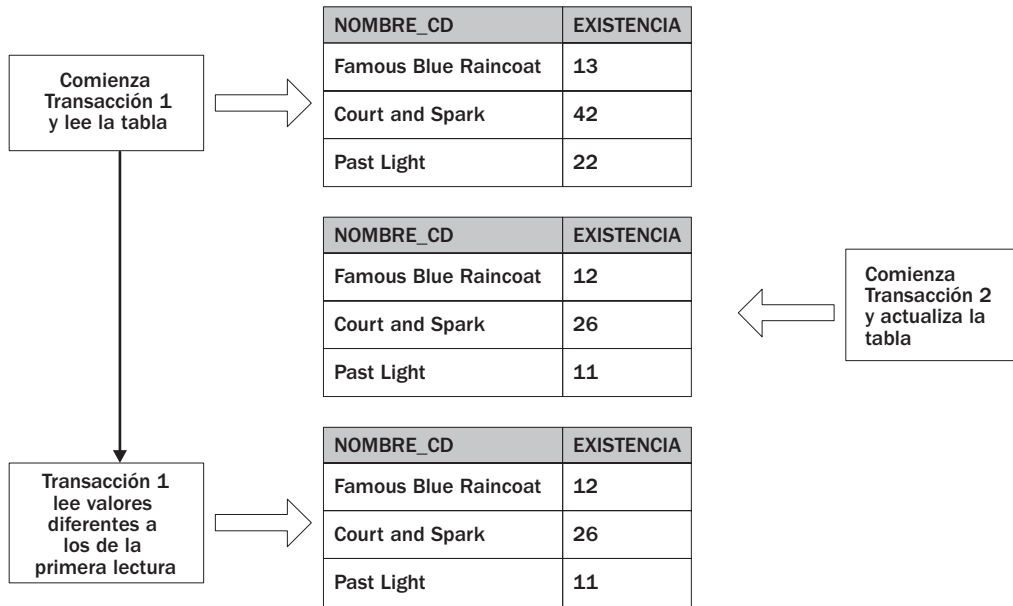 Comienza
Transacción 1
y lee la tabla
NOMBRE_CD EXISTENCIA
Famous Blue Raincoat 13
Court and Spark 42
Past Light 22
NOMBRE_CD EXISTENCIA
Famous Blue Raincoat 12
Court and Spark 26
Past Light 11
Comienza
Transacción 2
y actualiza la
tabla
Transacción 1
lee valores
diferentes a
los de la
primera lectura
NOMBRE_CD EXISTENCIA
Famous Blue Raincoat 12
Court and Spark 26
Past Light 11